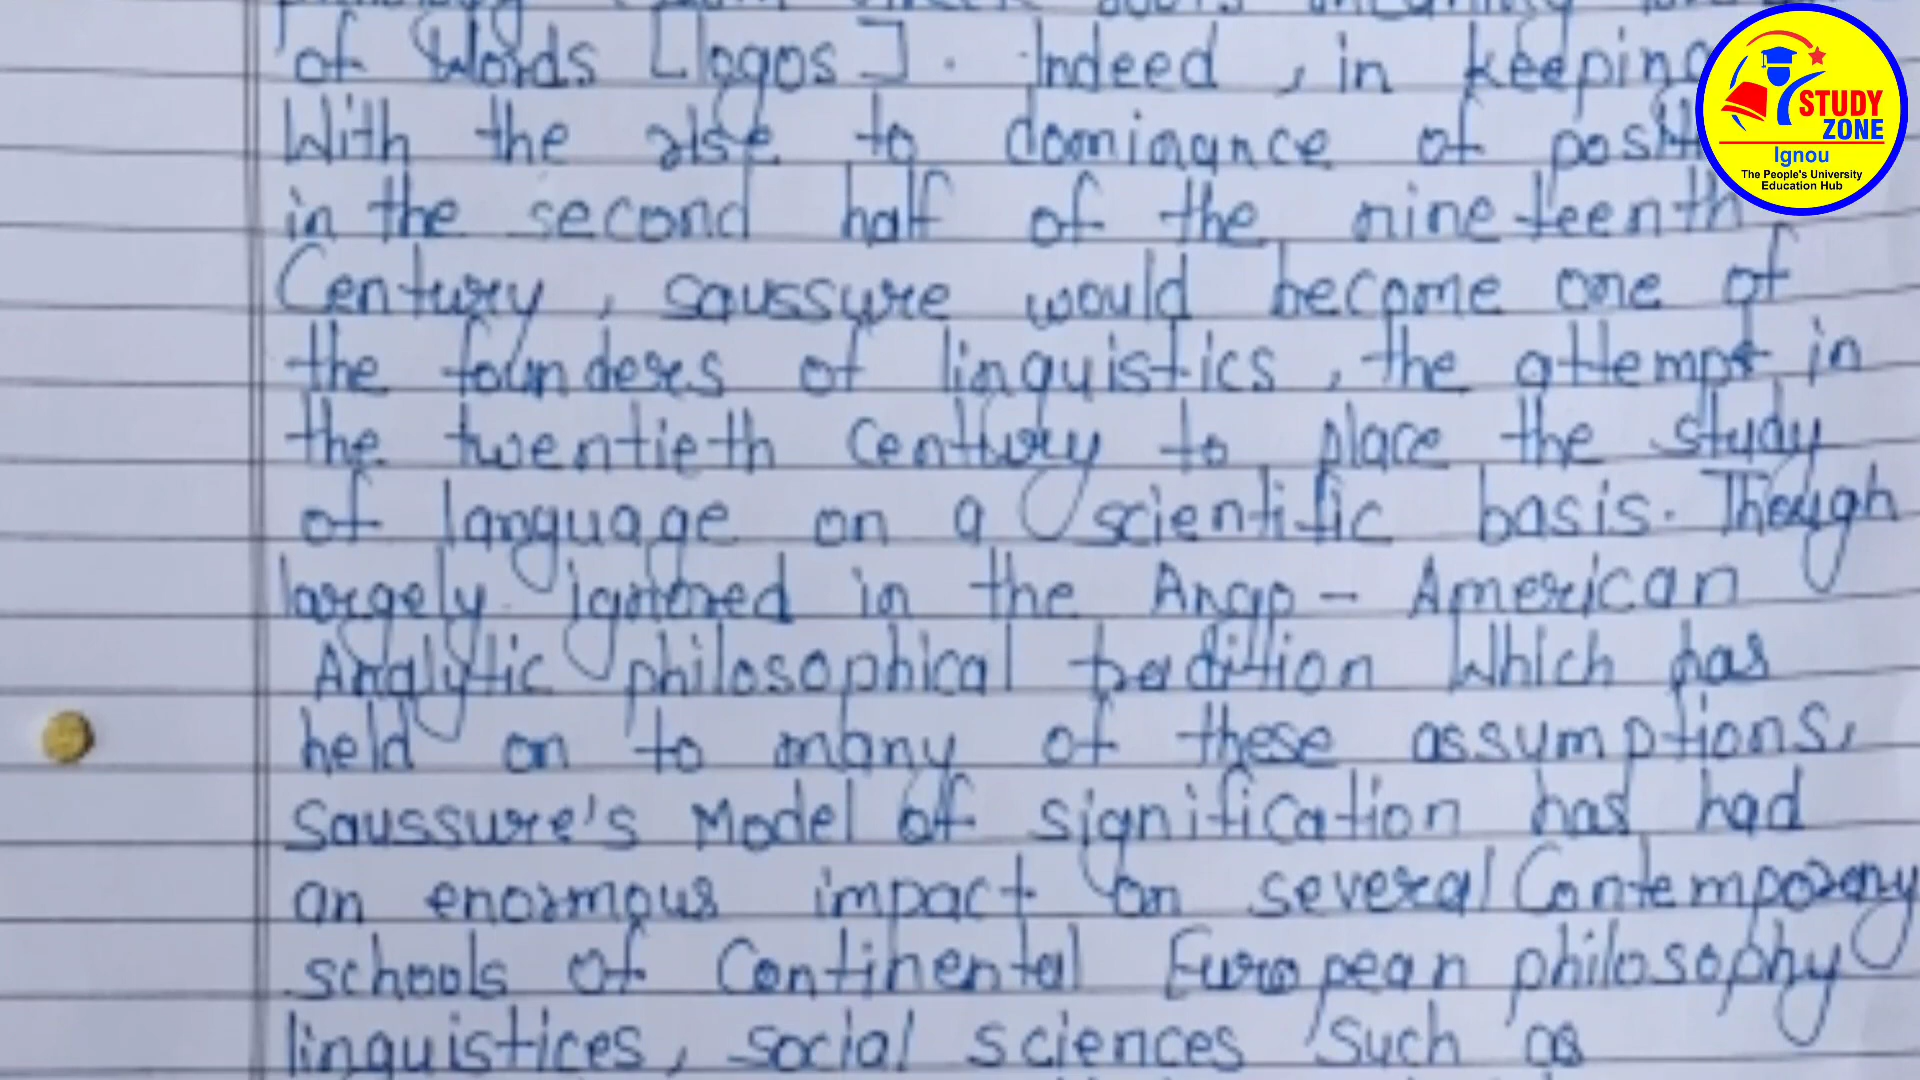 of Words [logos]. Indeed, in keeping
With the rise to dominance of
in the second half of the nineteenth
Century, saussure would become one of
the founders of linguistics, the attempt in
the twentieth century to place the study
of language on a scientific basis. Though
largely ignored in the - American
Analytic philosophical which has
held on to many of these assumptions,
Saussure's Model of signification has had
an enormous impact on several Contemporary
schools of Continental European philosophy
linguistices, social sciences such as
STUDY
ZONE
Ignou
The People's University
Education Hub